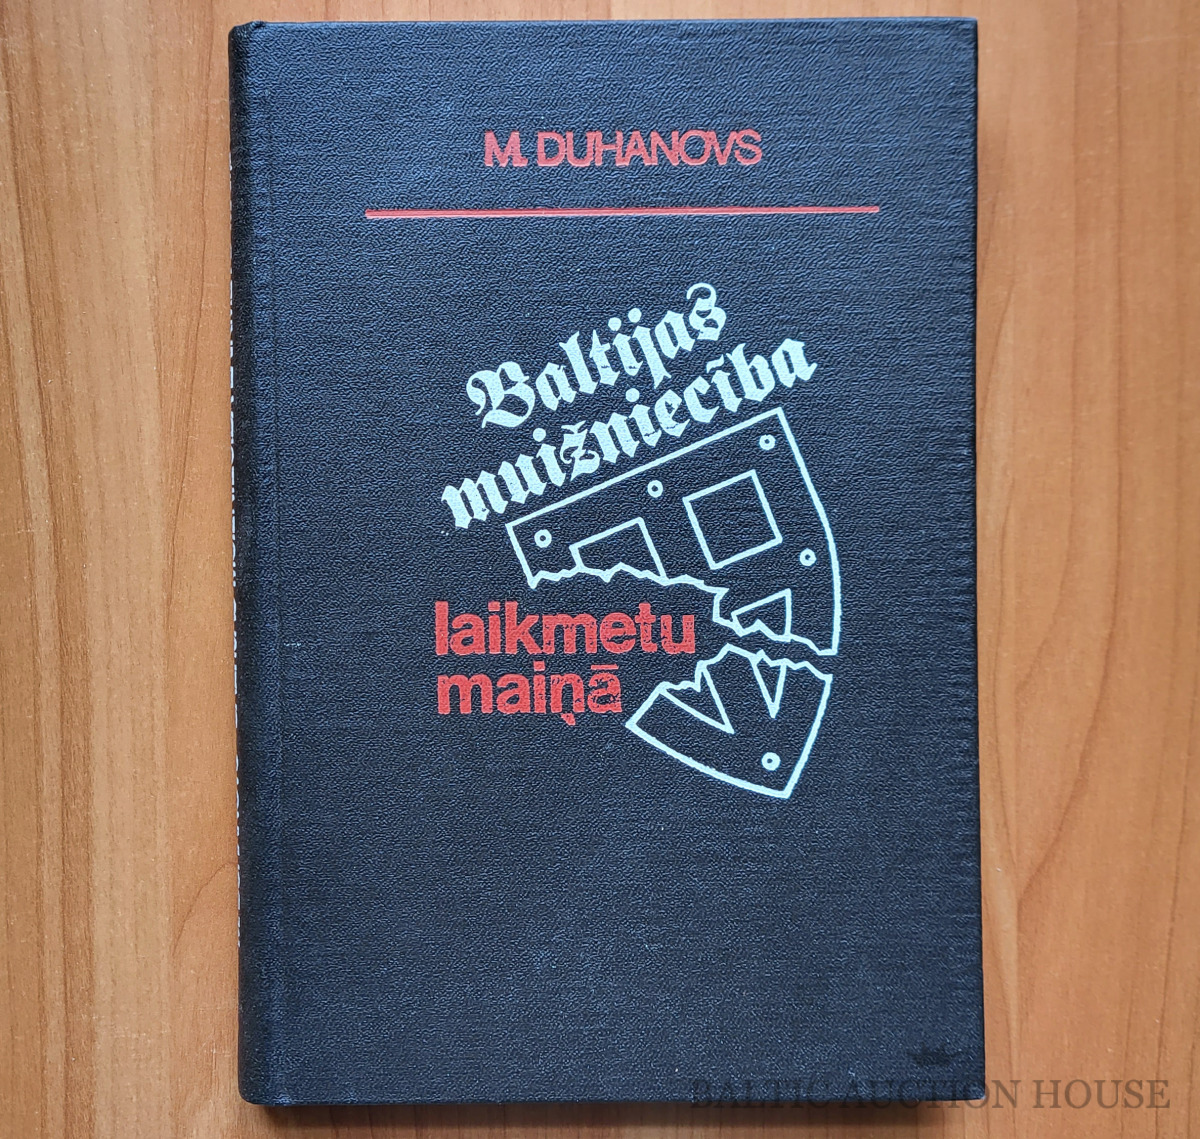 M. DUHANOVS
Baltijas
muižniecība
laikmetu
maiņā
BALTIC AUCTION HOUSE